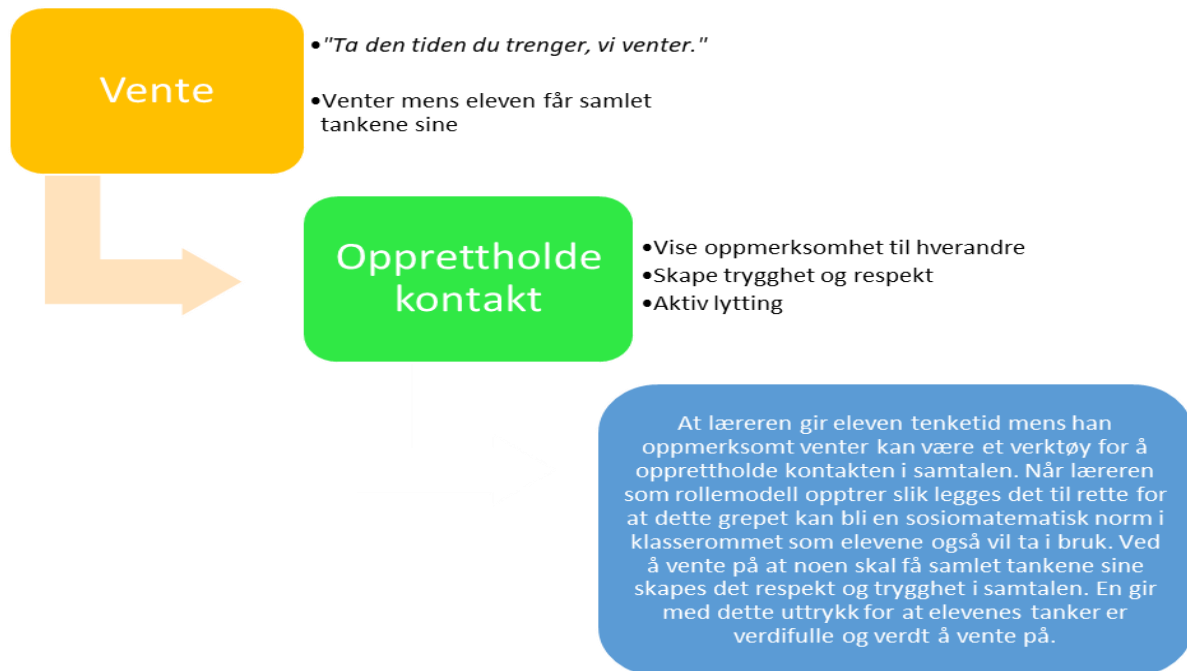 Vente
•"Ta den tiden du trenger, vi venter."
•Venter mens eleven får samlet
tankene sine
Opprettholde
kontakt
•Vise oppmerksomhet til hverandre
•Skape trygghet og respekt
•Aktiv lytting
At læreren gir eleven tenketid mens han
oppmerksomt venter kan være et verktøy for å
opprettholde kontakten i samtalen. Når læreren
som rollemodell opptrer slik legges det til rette for
at dette grepet kan bli en sosiomatematisk norm i
klasserommet som elevene også vil ta i bruk. Ved
å vente på at noen skal få samlet tankene sine
skapes det respekt og trygghet i samtalen. En gir
med dette uttrykk for at elevenes tanker er
verdifulle og verdt å vente på.